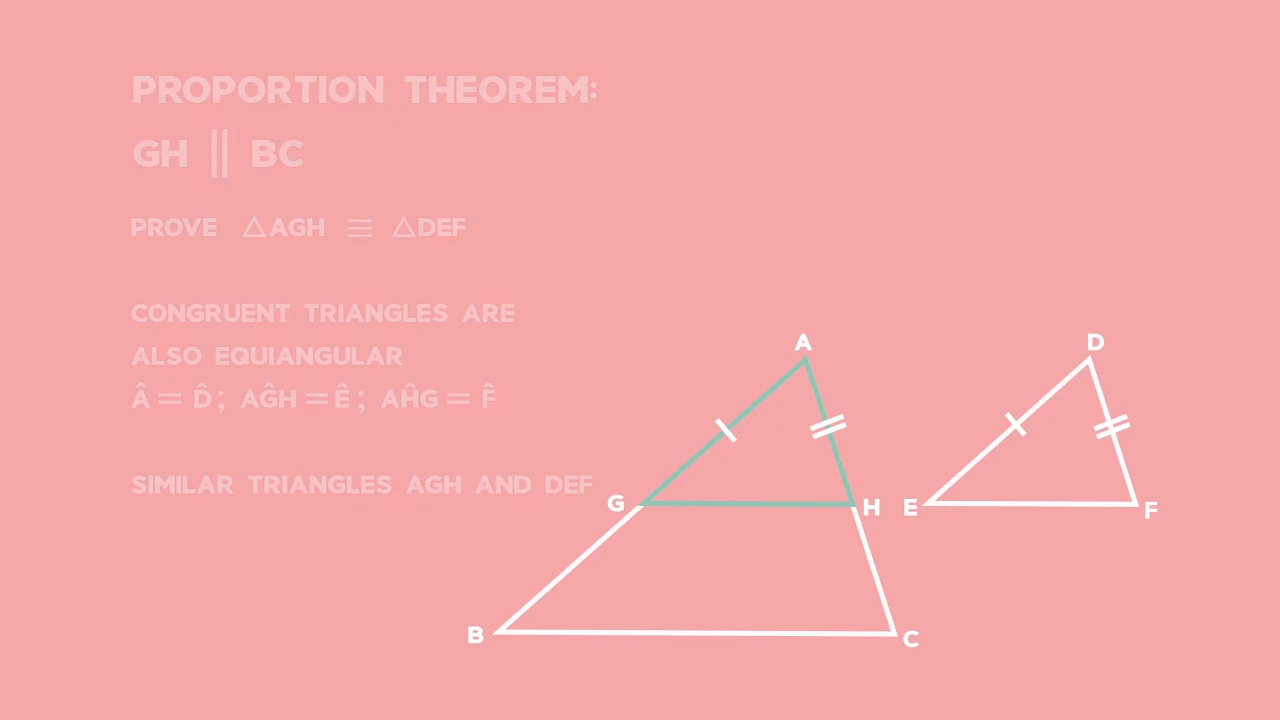 PROPORTION THEOREM:
GH || BC
PROVE △AGH ≡ △DEF
CONGRUENT TRIANGLES ARE
ALSO EQUIANGULAR
Â = D̂ ; AĜH = Ê ; AĤG = F̂
SIMILAR TRIANGLES AGH AND DEF
A
D
G
H
E
F
B
C